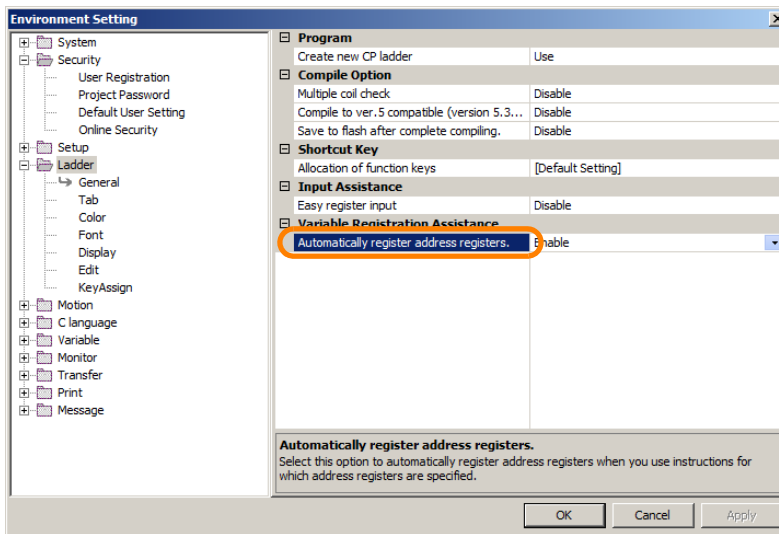 Environment Setting
System
Security
User Registration
Project Password
Default User Setting
Online Security
Setup
Ladder
General
Tab
Color
Font
Display
Edit
KeyAssign
Motion
C language
Variable
Monitor
Transfer
Print
Message
Program
Create new CP ladder Use
Compile Option
Multiple coil check Disable
Compile to ver.5 compatible (version 5.3... Disable
Save to flash after complete compiling. Disable
Shortcut Key
Allocation of function keys [Default Setting]
Input Assistance
Easy register input Disable
Variable Registration Assistance
Automatically register address registers. Enable
Automatically register address registers.
Select this option to automatically register address registers when you use instructions for
which address registers are specified.
OK Cancel Apply